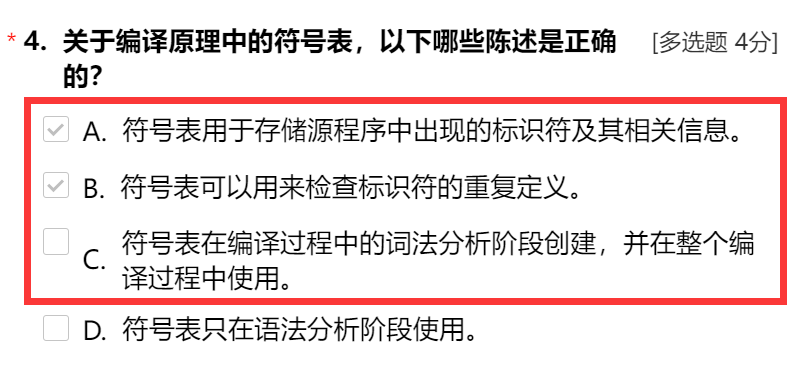 * 4. 关于编译原理中的符号表，以下哪些陈述是正确 [多选题 4分]
的？
A. 符号表用于存储源程序中出现的标识符及其相关信息。
B. 符号表可以用来检查标识符的重复定义。
C. 符号表在编译过程中的词法分析阶段创建，并在整个编
译过程中使用。
D. 符号表只在语法分析阶段使用。